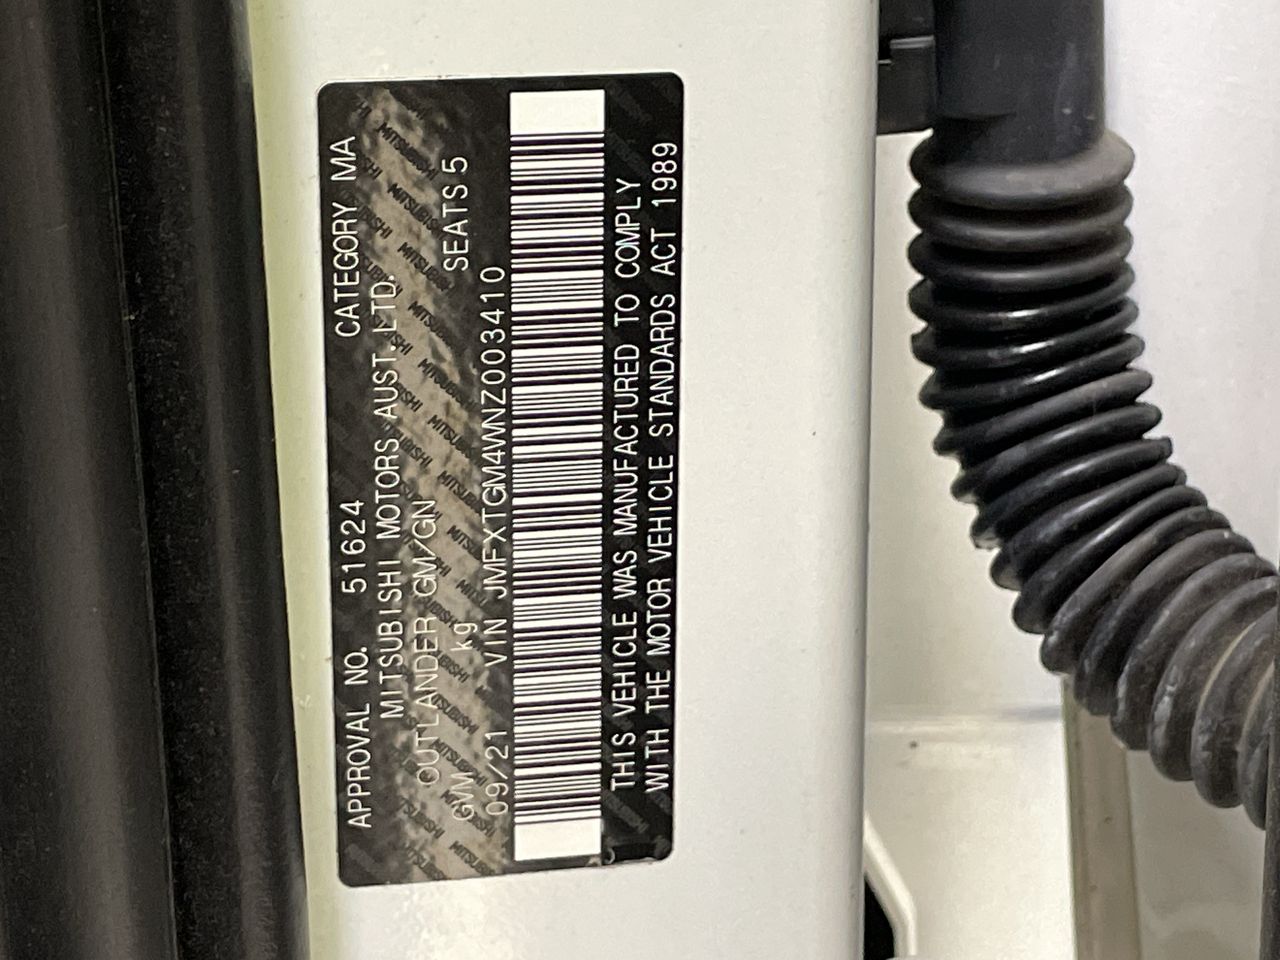 APPROVAL NO. 51624 CATEGORY MA
MITSUBISHI MOTORS AUST.LTD.
OUTLANDER GM/GN
GVM kg SEATS 5
09/21 VIN JMFXTGM4WNZ003410
THIS VEHICLE WAS MANUFACTURED TO COMPLY
WITH THE MOTOR VEHICLE STANDARDS ACT 1989